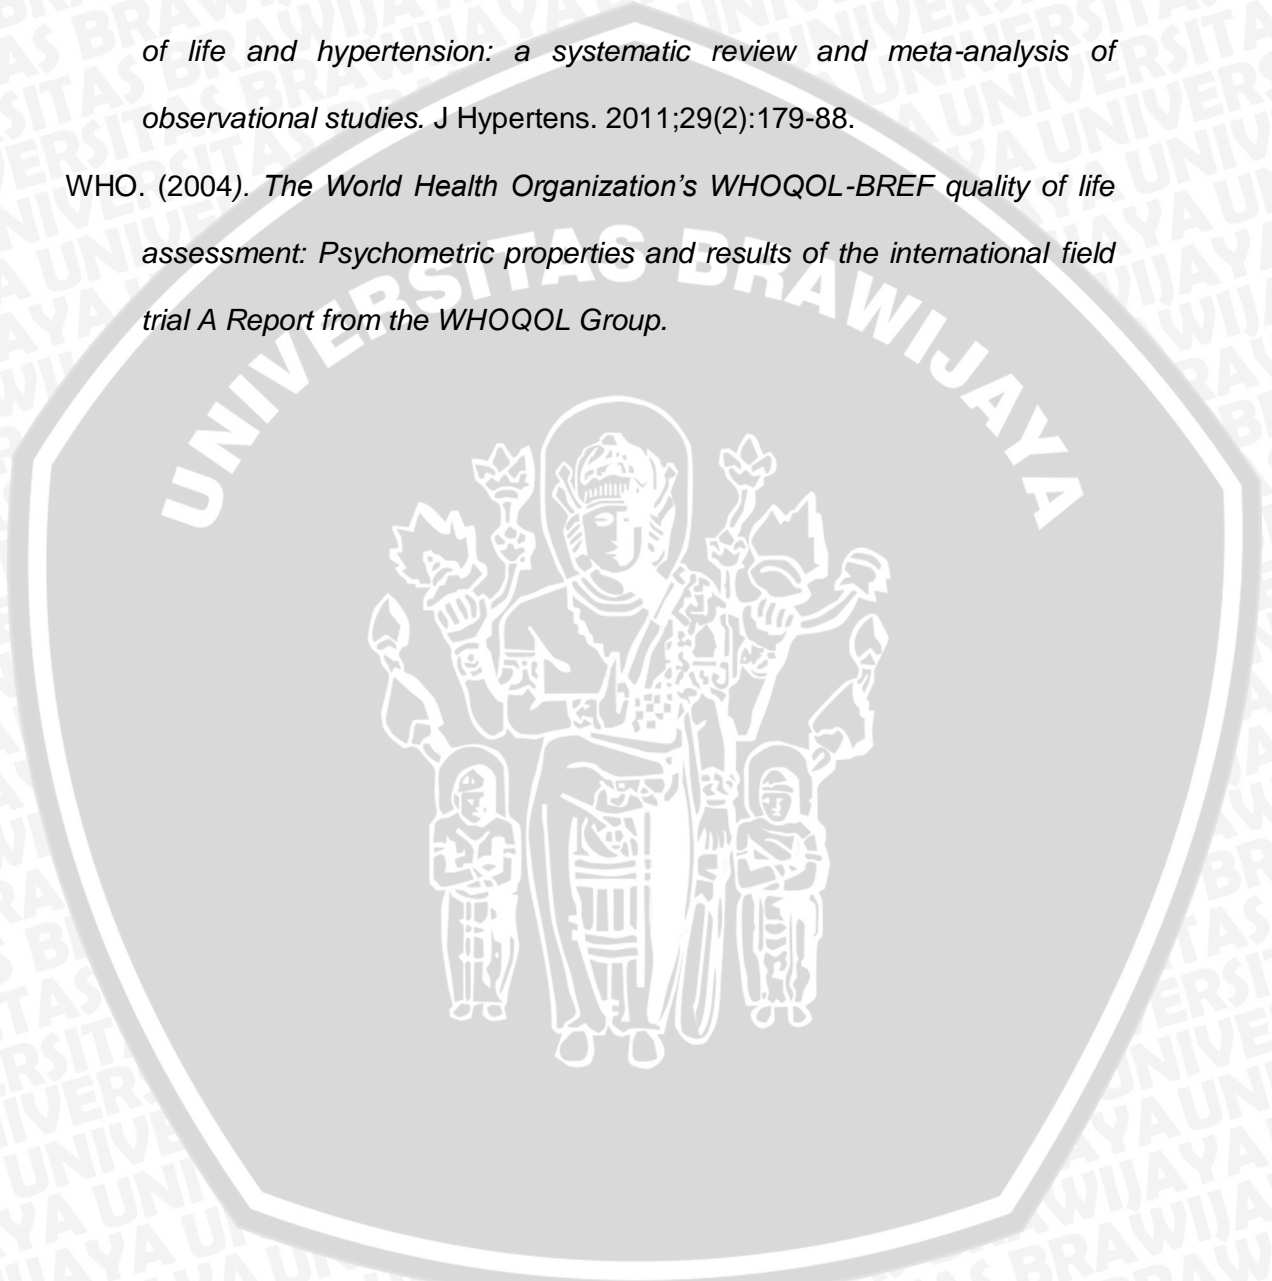 of life and hypertension: a systematic review and meta-analysis of
observational studies. J Hypertens. 2011;29(2):179-88.
WHO. (2004). The World Health Organization’s WHOQOL-BREF quality of life
assessment: Psychometric properties and results of the international field
trial A Report from the WHOQOL Group.
UNIVERSITAS BRAWIJAYA